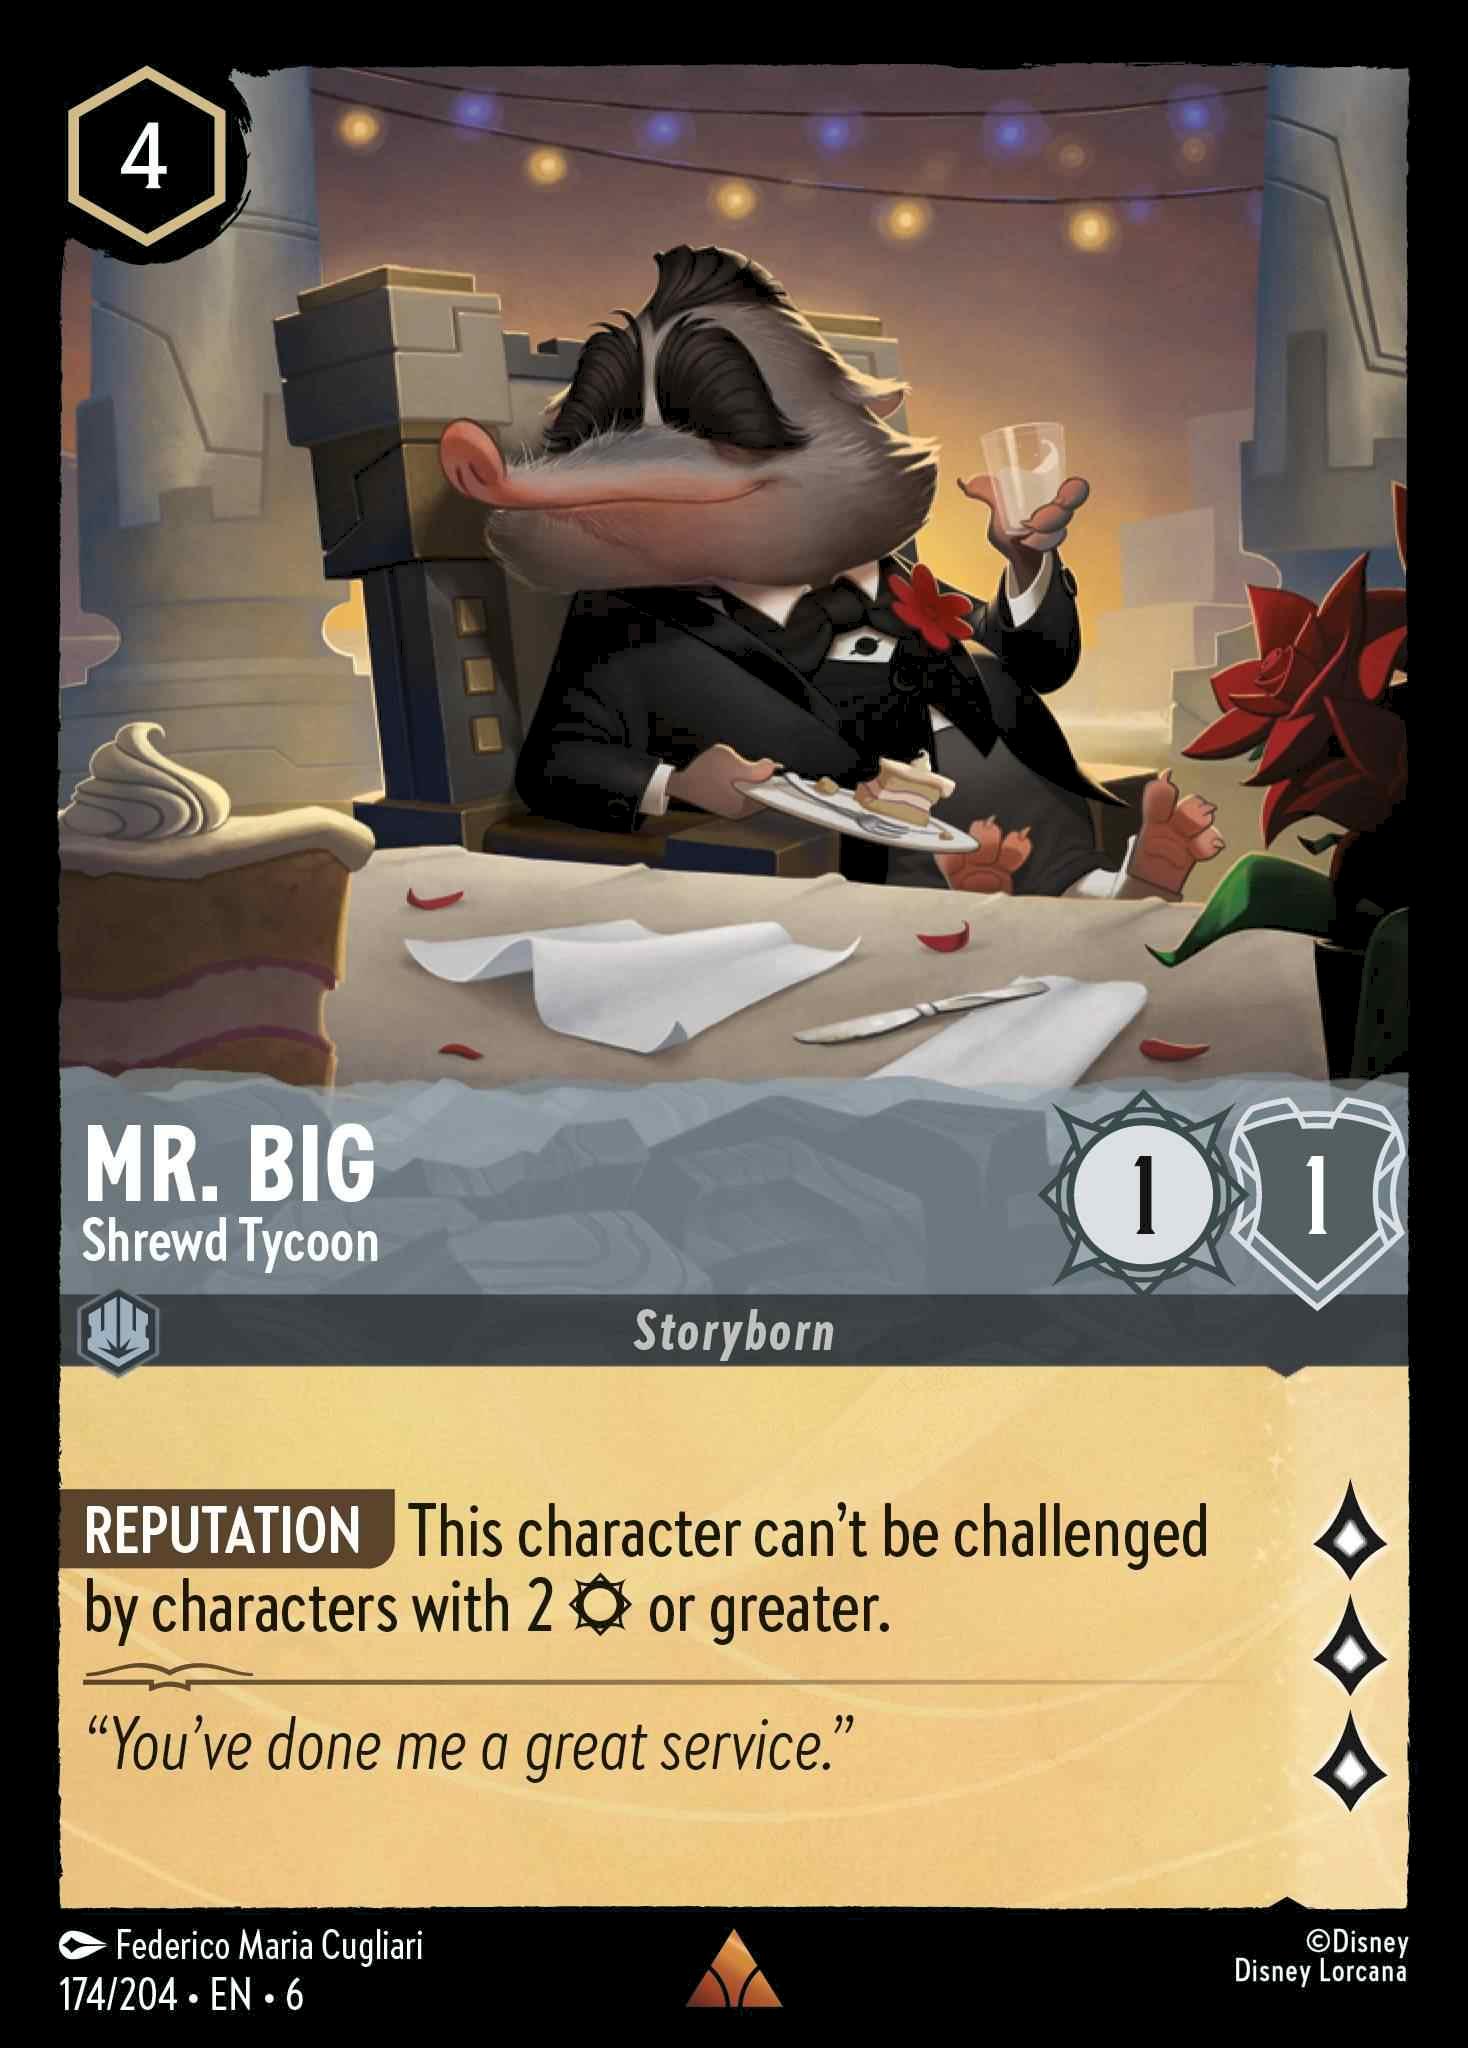 4
MR. BIG
Shrewd Tycoon
1
1
Storyborn
REPUTATION This character can’t be challenged
by characters with 2 or greater.
“You’ve done me a great service.”
Federico Maria Cugliari
174/204 • EN • 6
©Disney
Disney Lorcana